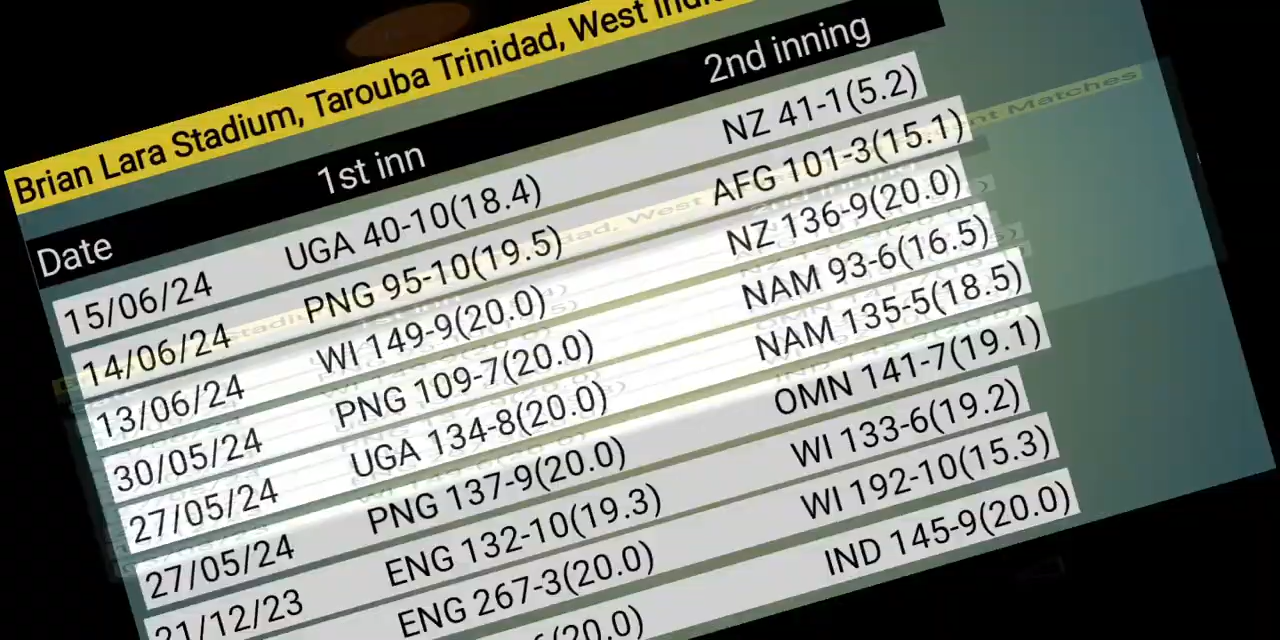 Brian Lara Stadium, Tarouba Trinidad, West
Date 1st inn 2nd inning
15/06/24 UGA 40-10(18.4) NZ 41-1(5.2)
14/06/24 PNG 95-10(19.5) AFG 101-3(15.1)
13/06/24 WI 149-9(20.0) NZ 136-9(20.0)
30/05/24 PNG 109-7(20.0) NAM 93-6(16.5)
27/05/24 UGA 134-8(20.0) NAM 135-5(18.5)
27/05/24 PNG 137-9(20.0) OMN 141-7(19.1)
21/12/23 ENG 132-10(19.3) WI 133-6(19.2)
ENG 267-3(20.0) WI 192-10(15.3)
IND 145-9(20.0)
Matches